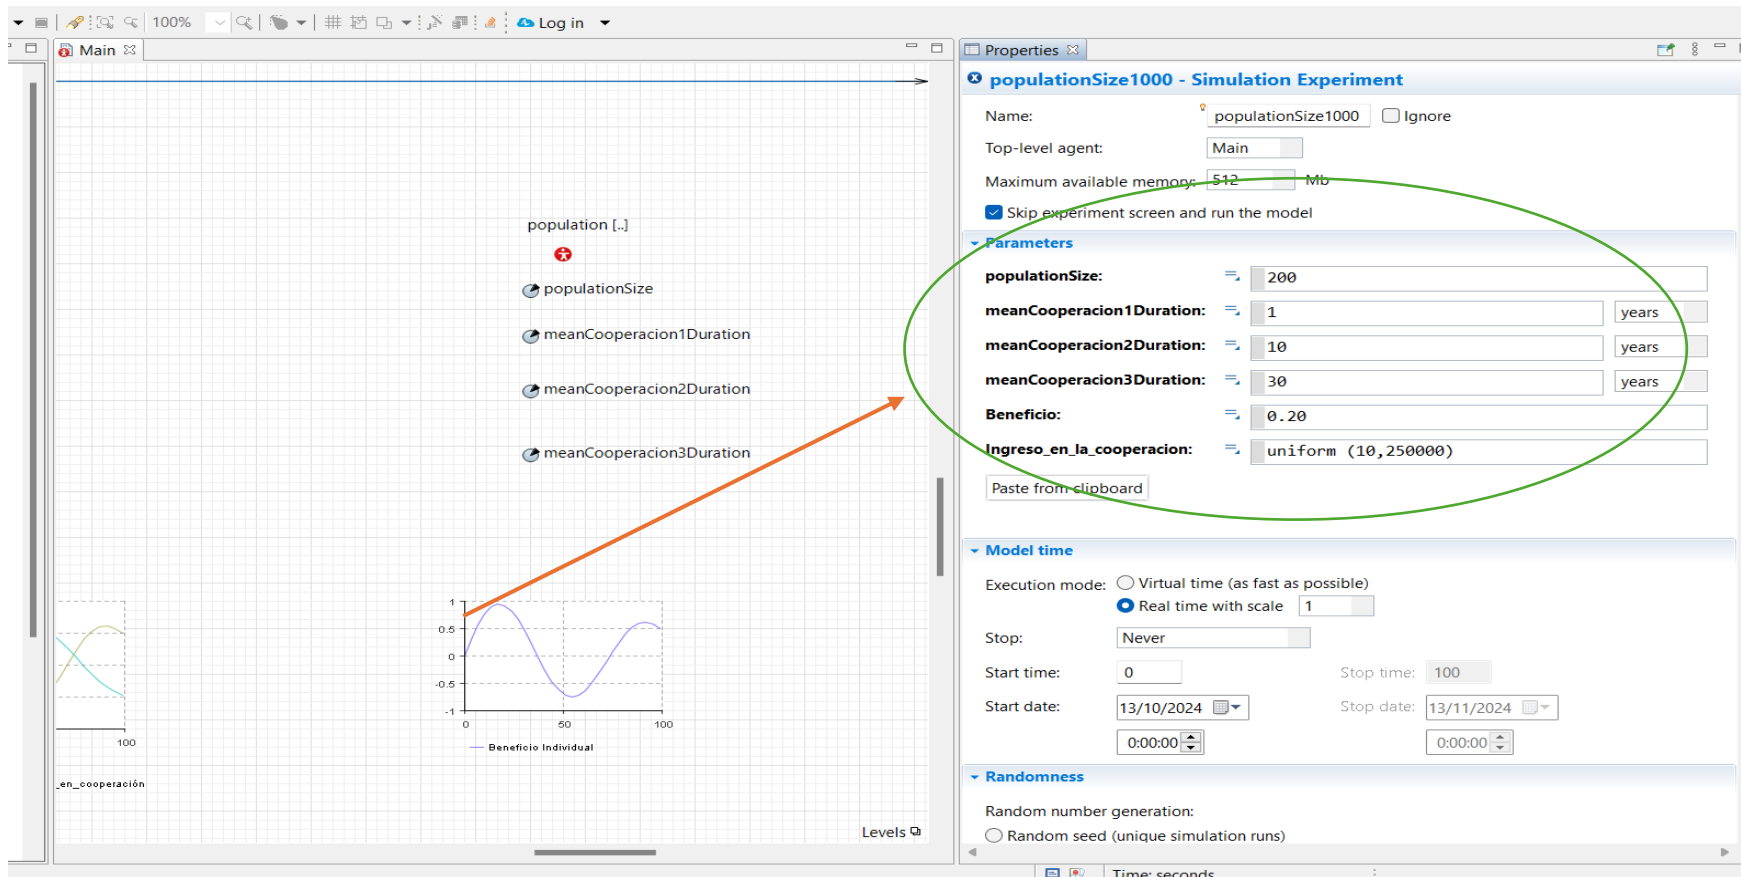 100%
Log in
Main
population [..]
populationSize
meanCooperacion1Duration
meanCooperacion2Duration
meanCooperacion3Duration
1
0.5
0
-0.5
-1
0 50 100
Beneficio Individual
100
_en_cooperación
Levels
Properties
populationSize1000 - Simulation Experiment
Name: populationSize1000 Ignore
Top-level agent: Main
Maximum available memory: 512 Mb
Skip experiment screen and run the model
Parameters
populationSize: 200
meanCooperacion1Duration: 1 years
meanCooperacion2Duration: 10 years
meanCooperacion3Duration: 30 years
Beneficio: 0.20
Ingreso_en_la_cooperacion: uniform (10,250000)
Paste from clipboard
Model time
Execution mode: Virtual time (as fast as possible)
Real time with scale 1
Stop: Never
Start time: 0 Stop time: 100
Start date: 13/10/2024 Stop date: 13/11/2024
0:00:00 0:00:00
Randomness
Random number generation:
Random seed (unique simulation runs)
Time: seconds